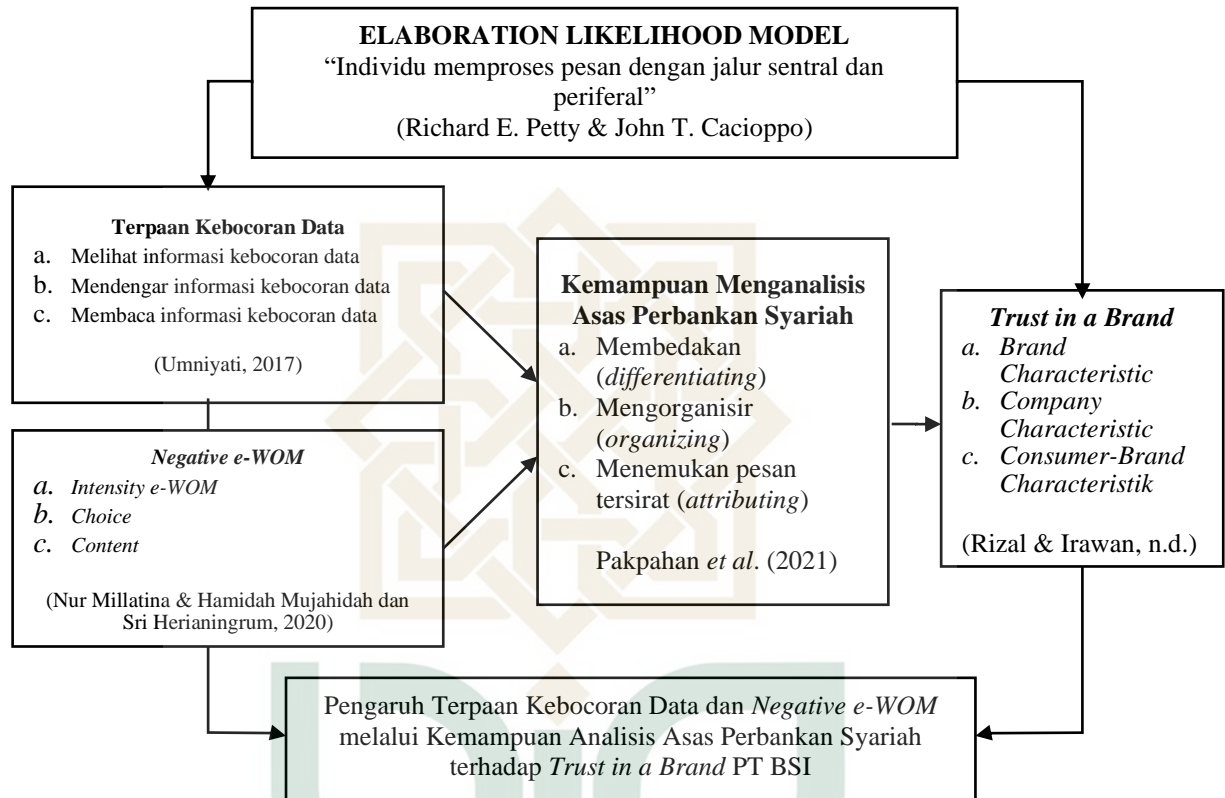 ELABORATION LIKELIHOOD MODEL
“Individu memproses pesan dengan jalur sentral dan
periferal”
(Richard E. Petty & John T. Cacioppo)
Terpaan Kebocoran Data
a. Melihat informasi kebocoran data
b. Mendengar informasi kebocoran data
c. Membaca informasi kebocoran data
(Umniyati, 2017)
Negative e-WOM
a. Intensity e-WOM
b. Choice
c. Content
(Nur Millatina & Hamidah Mujahidah dan
Sri Herianingrum, 2020)
Kemampuan Menganalisis
Asas Perbankan Syariah
a. Membedakan
(differentiating)
b. Mengorganisir
(organizing)
c. Menemukan pesan
tersirat (attributing)
Pakpahan et al. (2021)
Trust in a Brand
a. Brand
Characteristic
b. Company
Characteristic
c. Consumer-Brand
Characteristik
(Rizal & Irawan, n.d.)
Pengaruh Terpaan Kebocoran Data dan Negative e-WOM
melalui Kemampuan Analisis Asas Perbankan Syariah
terhadap Trust in a Brand PT BSI